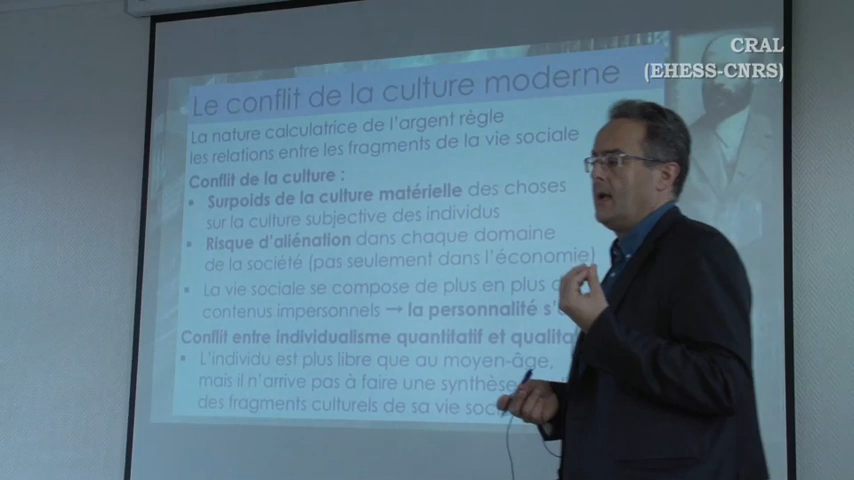 CRAL
(EHESS-CNRS)
Le conflit de la culture moderne
La nature calculatrice de l'argent règle
les relations entre les fragments de la vie sociale
Conflit de la culture :
▪ Surpoids de la culture matérielle des choses
sur la culture subjective des individus
▪ Risque d'aliénation dans chaque domaine
de la société (pas seulement dans l'économie)
▪ La vie sociale se compose de plus en plus
contenus impersonnels → la personnalité
Conflit entre individualisme quantitatif et
▪ L'individu est plus libre que au moyen-âge,
mais il n'arrive pas à faire une synthèse
des fragments culturels de sa vie